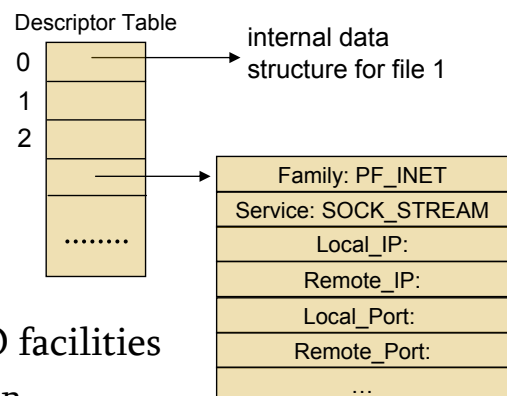 Descriptor Table
0
internal data
structure for file 1
1
2
Family: PF_INET
Service: SOCK_STREAM
........
Local_IP:
Remote_IP:
Local_Port:
Remote_Port:
...
facilities